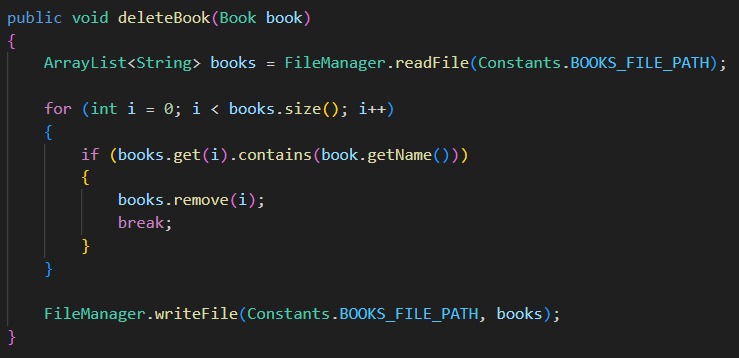 public void deleteBook(Book book)
{
    ArrayList<String> books = FileManager.readFile(Constants.BOOKS_FILE_PATH);
    for (int i = 0; i < books.size(); i++)
    {
        if (books.get(i).contains(book.getName()))
        {
            books.remove(i);
            break;
        }
    }
    FileManager.writeFile(Constants.BOOKS_FILE_PATH, books);
}